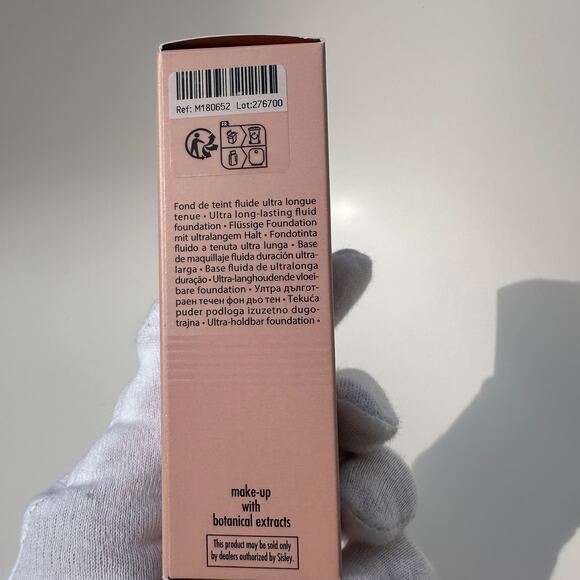 Ref: M180652 Lot:276700
FR
Fond de teint fluide ultra longue
tenue • Ultra long-lasting fluid
foundation • Flüssige Foundation
mit ultralangem Halt • Fondotinta
fluido a tenuta ultra lunga • Base
de maquillaje fluida duración ultra-
larga • Base fluida de ultralonga
duração • Ultra-langhoudende vloei-
bare foundation • Ултра дългот-
раен течен фон дьо тен • Tekuća
puder podloga izuzetno dugo-
trajna • Ultra-holdbar foundation •
make-up
with
botanical extracts
This product may be sold only
by dealers authorized by Sisley.